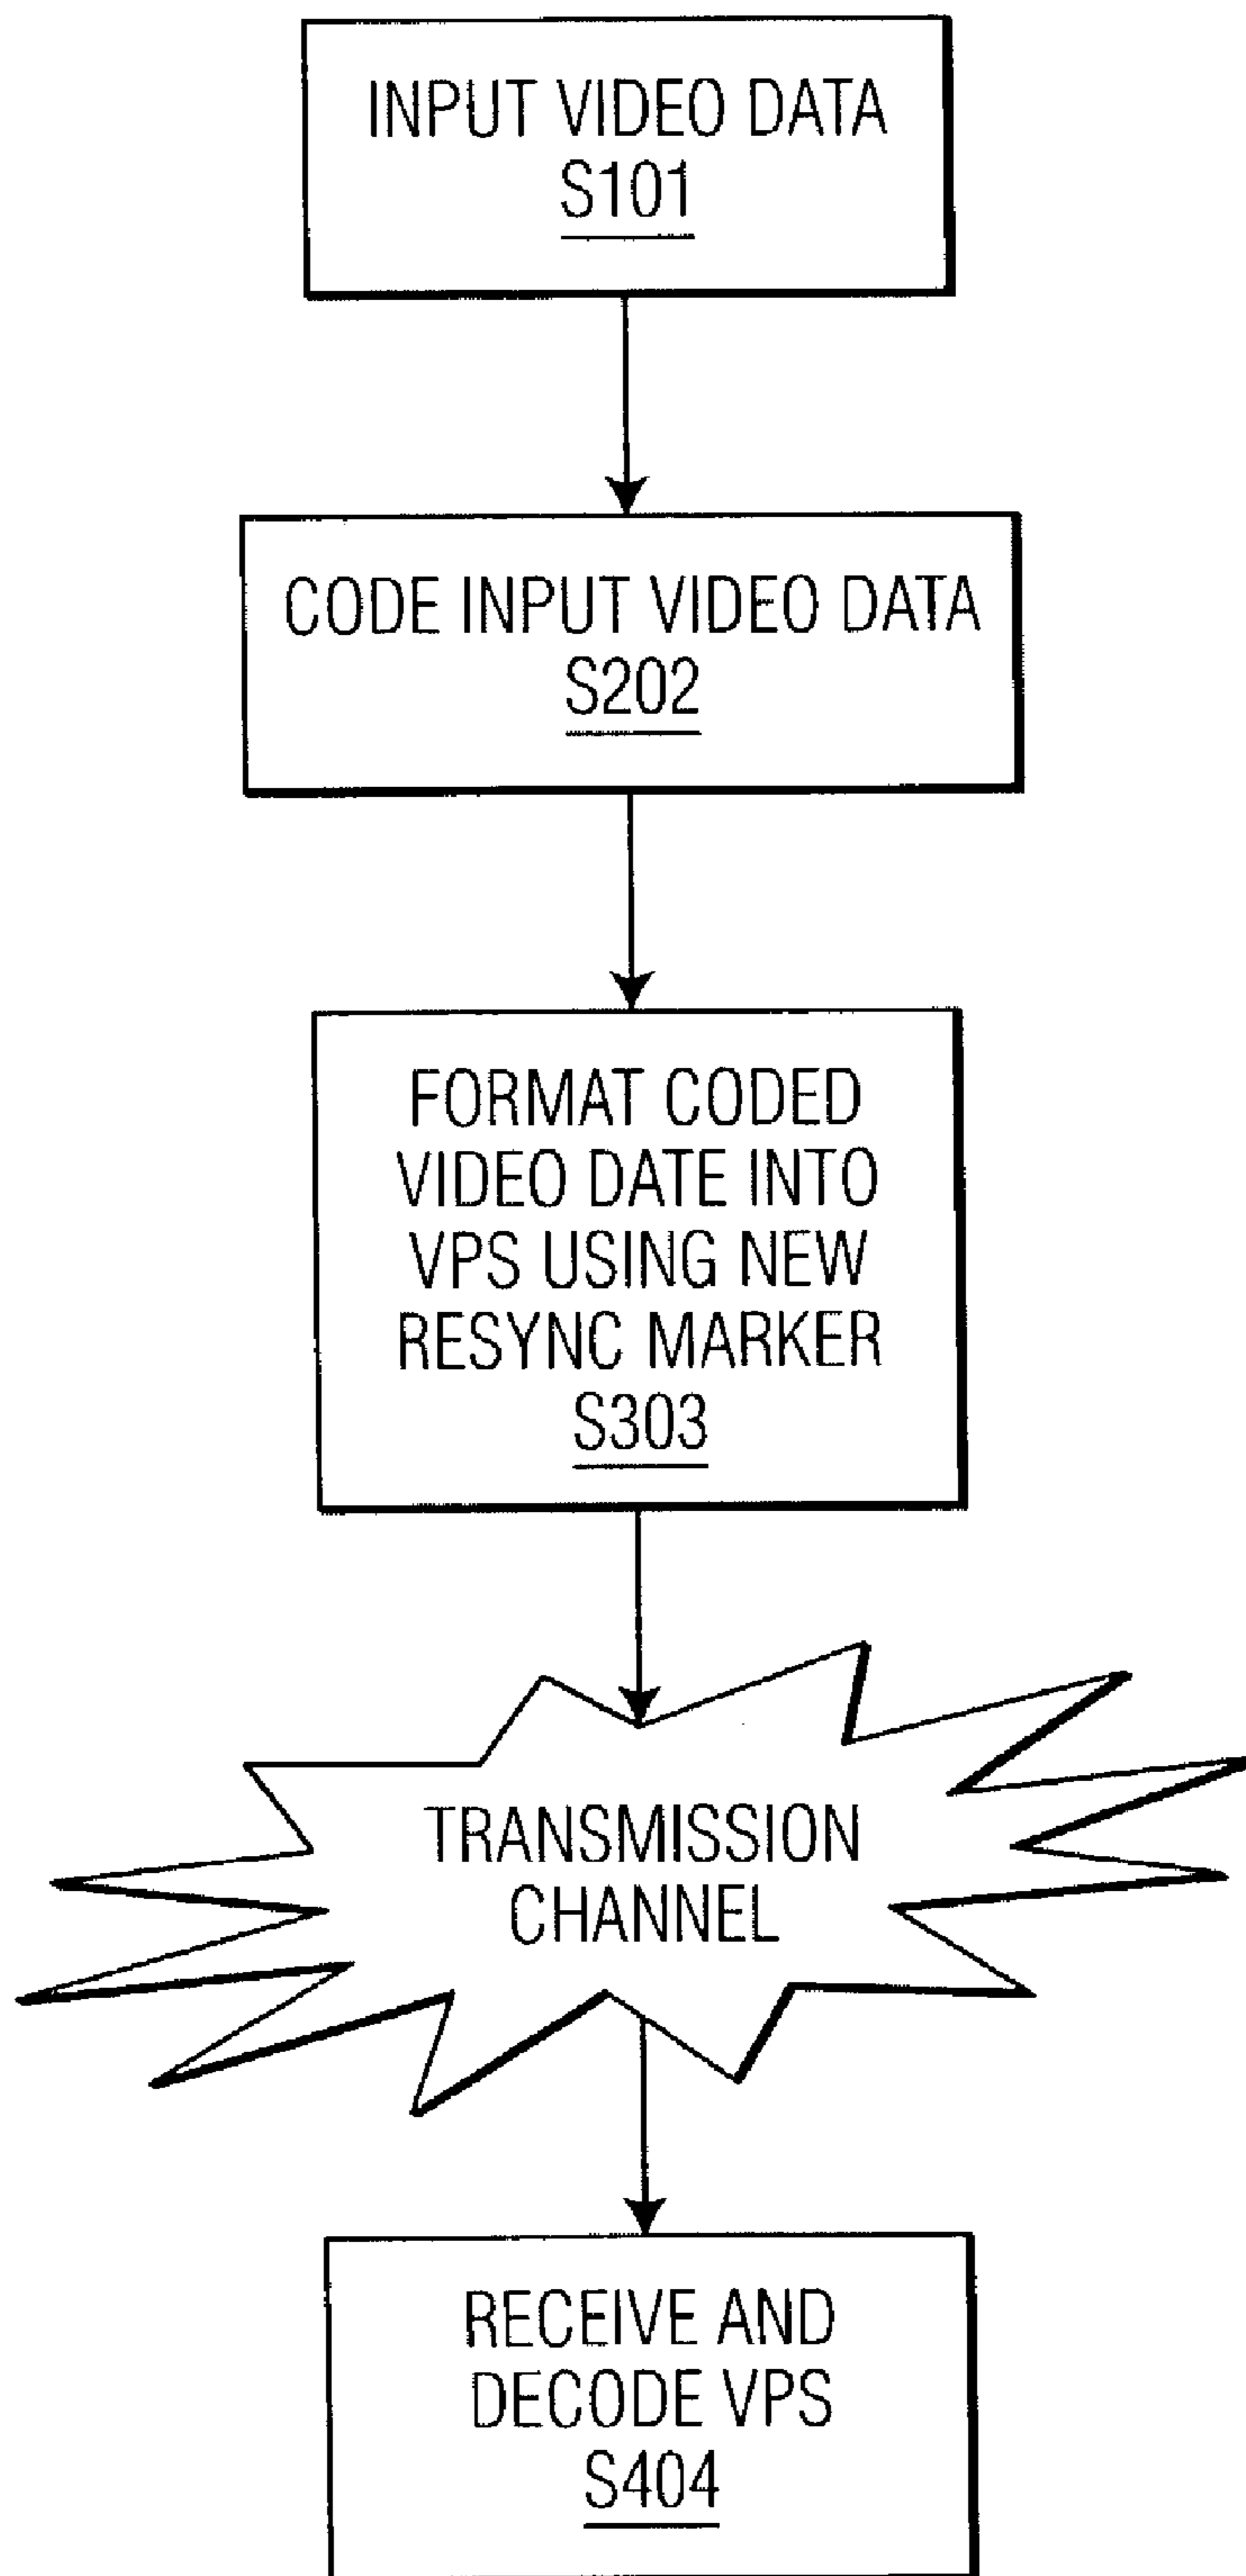 INPUT VIDEO DATA
S101
CODE INPUT VIDEO DATA
S202
FORMAT CODED
VIDEO DATE INTO
VPS USING NEW
RESYNC MARKER
S303
TRANSMISSION
CHANNEL
RECEIVE AND
DECODE VPS
S404